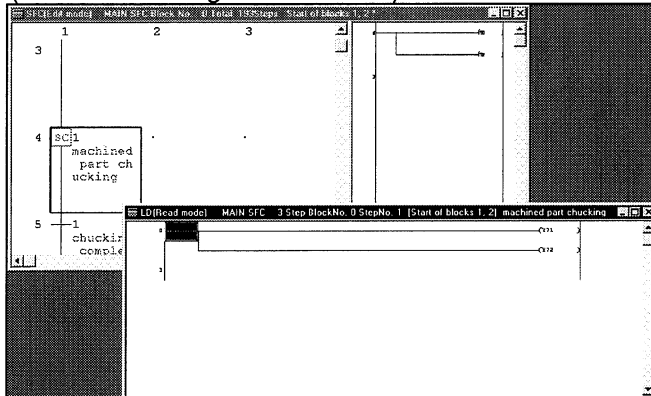 SFC[Edit mode] MAIN SFC Block No. 0 Total 193Steps Start of blocks 1, 2 *
1 2 3
3
4 SC 1
machined
part ch
ucking
5 1
chuckin
comple
LD[Read mode] MAIN SFC 3 Step BlockNo. 0 StepNo. 1 [Start of blocks 1, 2] machined part chucking
0 Y71
Y72
3